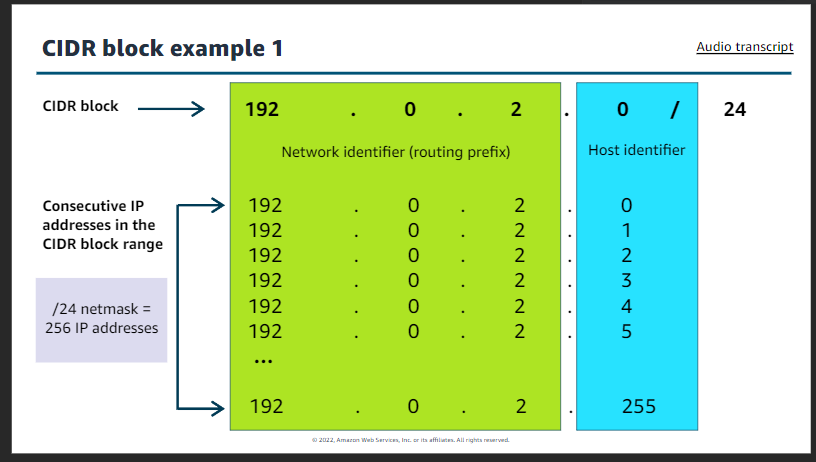 CIDR block example 1
Audio transcript
CIDR block
192 . 0 . 2 . 0 / 24
Network identifier (routing prefix)
Host identifier
Consecutive IP
addresses in the
CIDR block range
/24 netmask =
256 IP addresses
192 . 0 . 2 . 0
192 . 0 . 2 . 1
192 . 0 . 2 . 2
192 . 0 . 2 . 3
192 . 0 . 2 . 4
192 . 0 . 2 . 5
...
192 . 0 . 2 . 255
© 2022, Amazon Web Services, Inc. or its affiliates. All rights reserved.